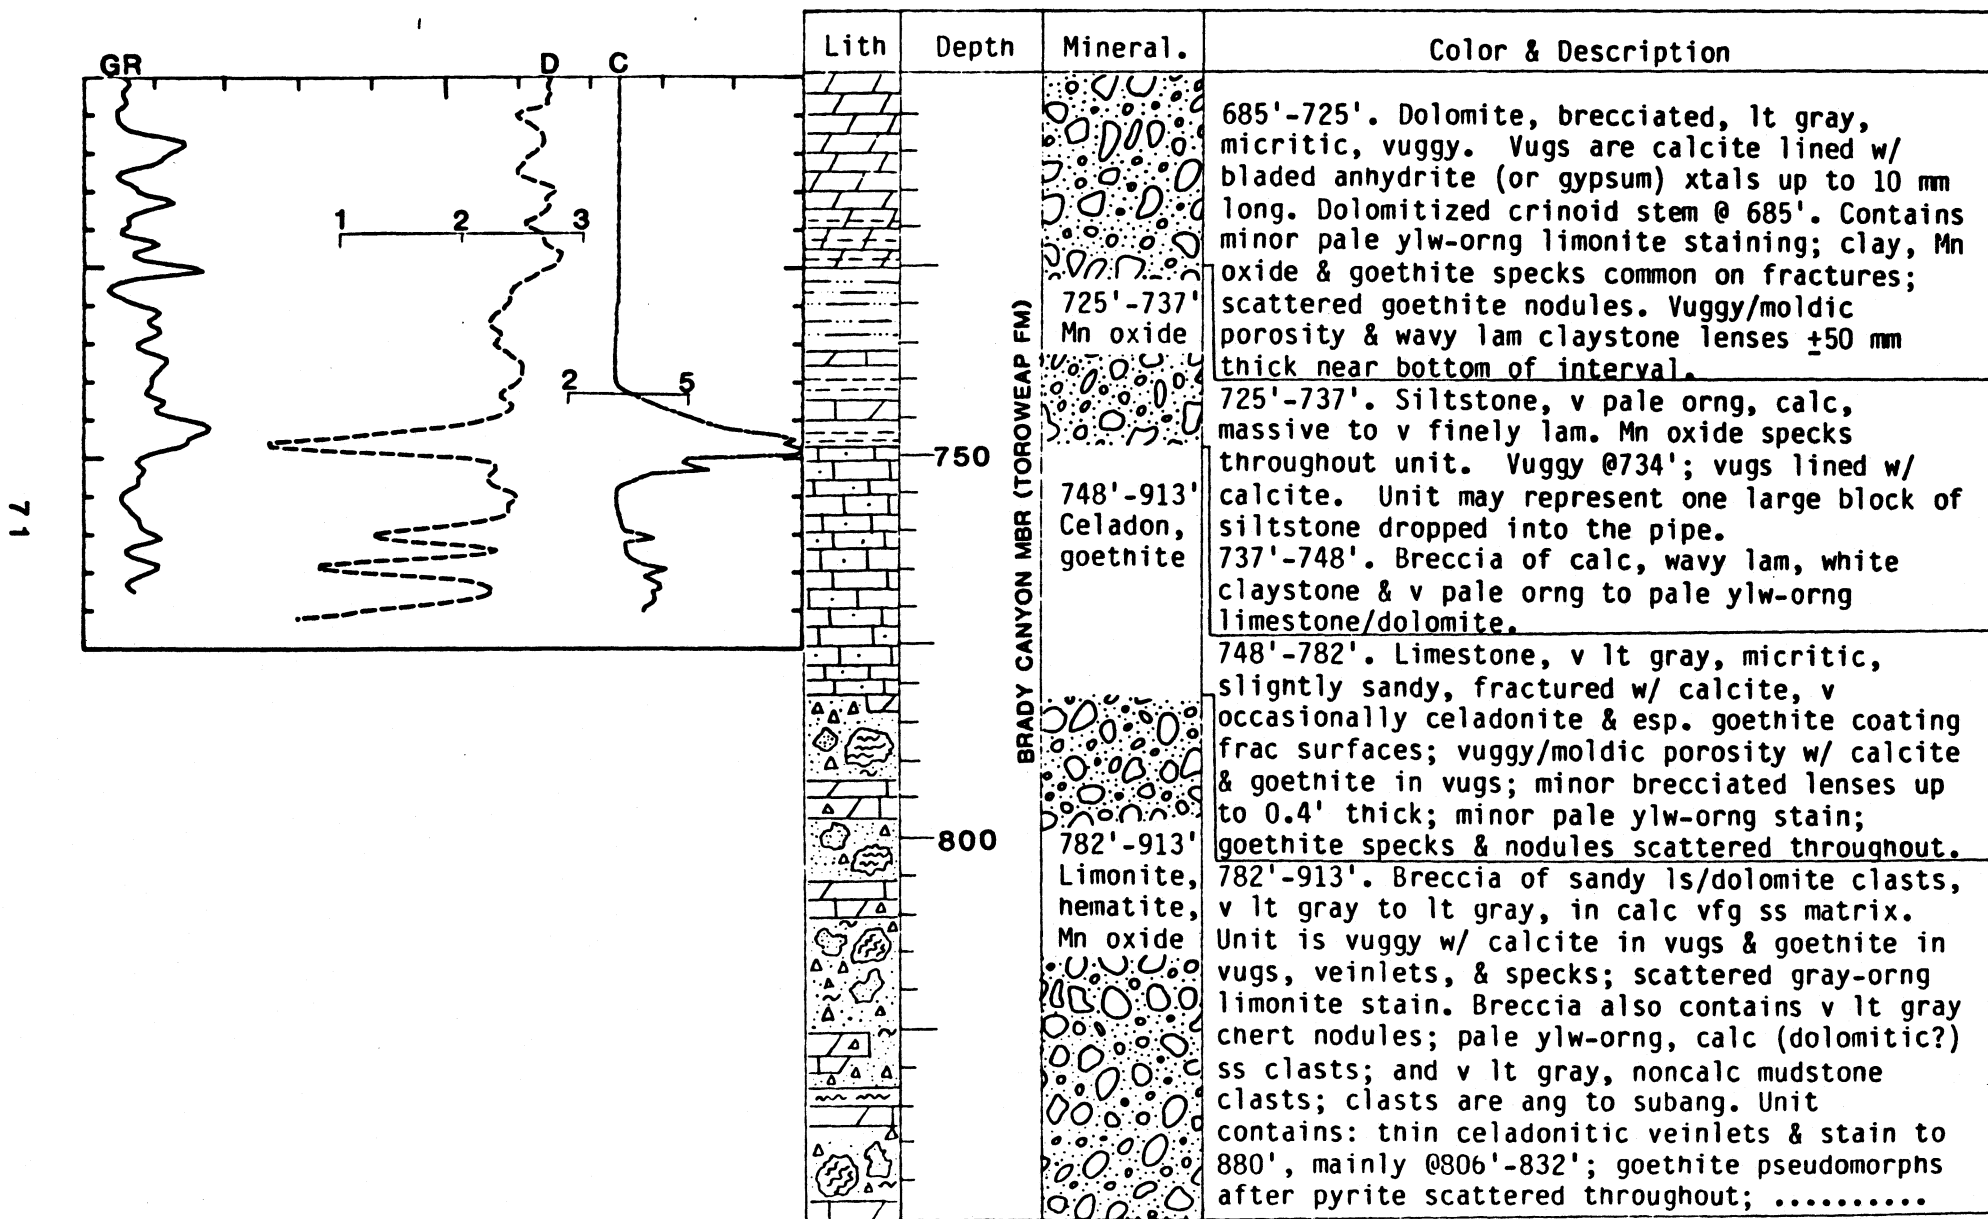 GR D C
1 2 3
2 5
71
Lith
Depth
750
800
BRADY CANYON MBR (TOROWEAP FM)
Mineral.
725'-737'
Mn oxide
748'-913'
Celadon,
goethite
782'-913'
Limonite,
hematite,
Mn oxide
Color & Description
685'-725'. Dolomite, brecciated, lt gray,
micritic, vuggy. Vugs are calcite lined w/
bladed anhydrite (or gypsum) xtals up to 10 mm
long. Dolomitized crinoid stem @ 685'. Contains
minor pale ylw-orng limonite staining; clay, Mn
oxide & goethite specks common on fractures;
scattered goethite nodules. Vuggy/moldic
porosity & wavy lam claystone lenses ±50 mm
thick near bottom of interval.
725'-737'. Siltstone, v pale orng, calc,
massive to v finely lam. Mn oxide specks
throughout unit. Vuggy @734'; vugs lined w/
calcite. Unit may represent one large block of
siltstone dropped into the pipe.
737'-748'. Breccia of calc, wavy lam, white
claystone & v pale orng to pale ylw-orng
limestone/dolomite.
748'-782'. Limestone, v lt gray, micritic,
slightly sandy, fractured w/ calcite, v
occasionally celadonite & esp. goethite coating
frac surfaces; vuggy/moldic porosity w/ calcite
& goethite in vugs; minor brecciated lenses up
to 0.4' thick; minor pale ylw-orng stain;
goethite specks & nodules scattered throughout.
782'-913'. Breccia of sandy ls/dolomite clasts,
v lt gray to lt gray, in calc vfg ss matrix.
Unit is vuggy w/ calcite in vugs & goethite in
vugs, veinlets, & specks; scattered gray-orng
limonite stain. Breccia also contains v lt gray
chert nodules; pale ylw-orng, calc (dolomitic?)
ss clasts; and v lt gray, noncalc mudstone
clasts; clasts are ang to subang. Unit
contains: thin celadonitic veinlets & stain to
880', mainly @806'-832'; goethite pseudomorphs
after pyrite scattered throughout; ..........